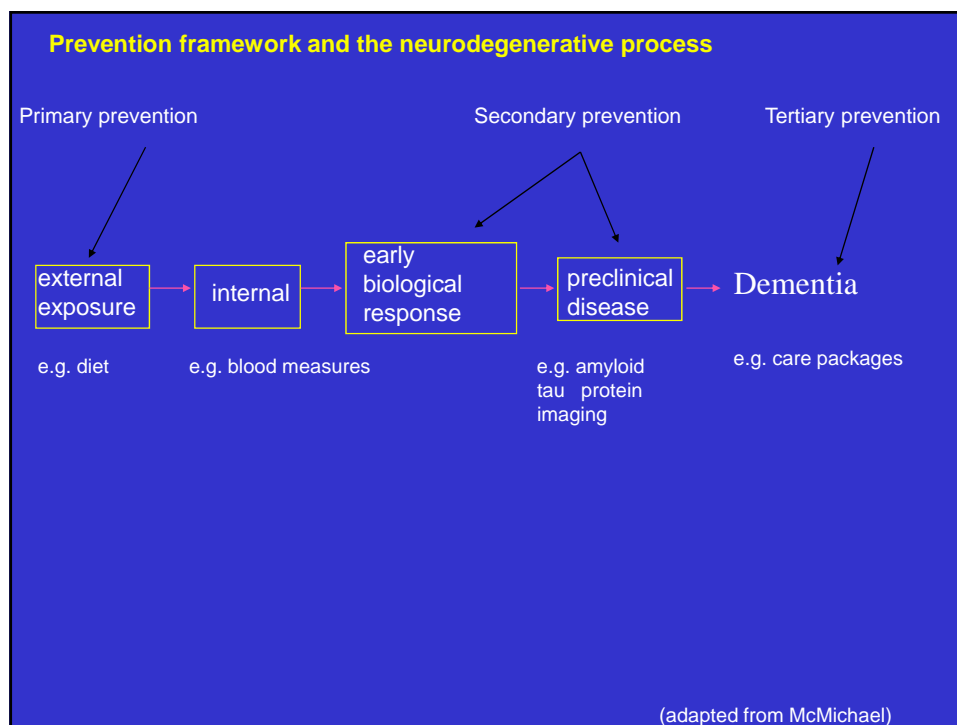 Prevention framework and the neurodegenerative process
Primary prevention
Secondary prevention
Tertiary prevention
external
exposure
internal
early
biological
response
preclinical
disease
Dementia
e.g. diet
e.g. blood measures
e.g. amyloid
tau protein
imaging
e.g. care packages
(adapted from McMichael)